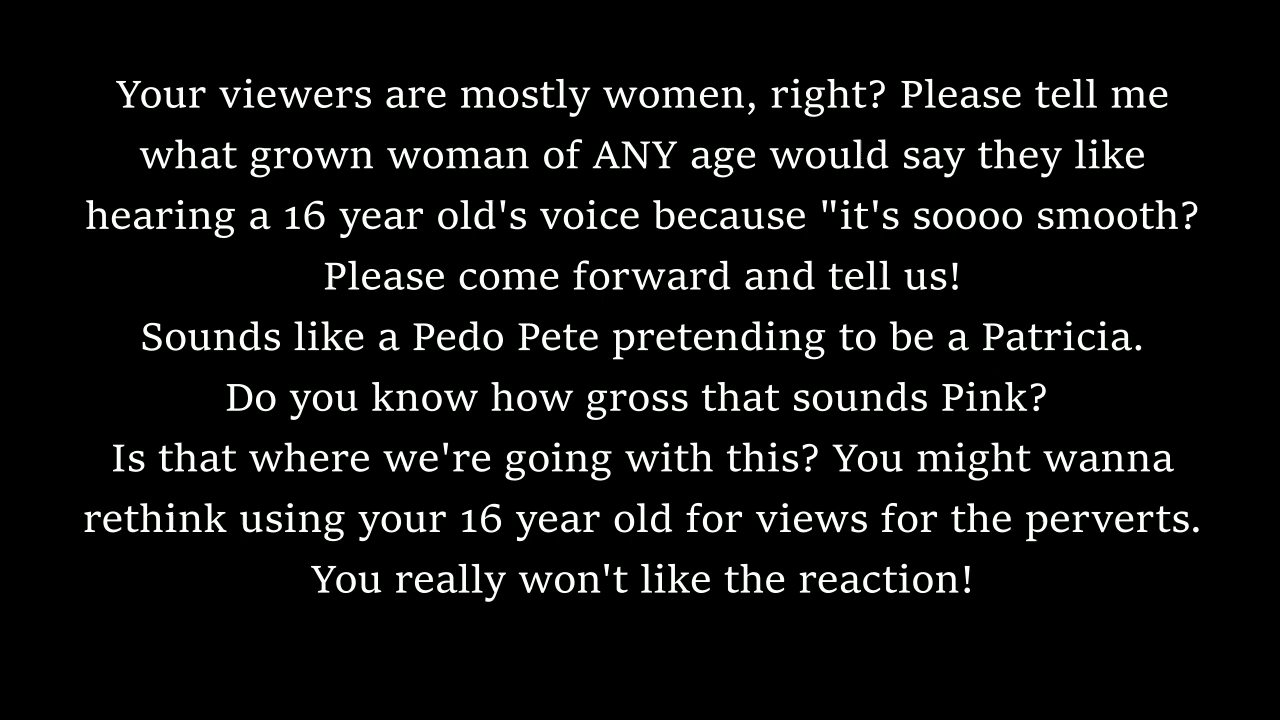 Your viewers are mostly women, right? Please tell me
what grown woman of ANY age would say they like
hearing a 16 year old's voice because "it's soooo smooth?
Please come forward and tell us!
Sounds like a Pedo Pete pretending to be a Patricia.
Do you know how gross that sounds Pink?
Is that where we're going with this? You might wanna
rethink using your 16 year old for views for the perverts.
You really won't like the reaction!